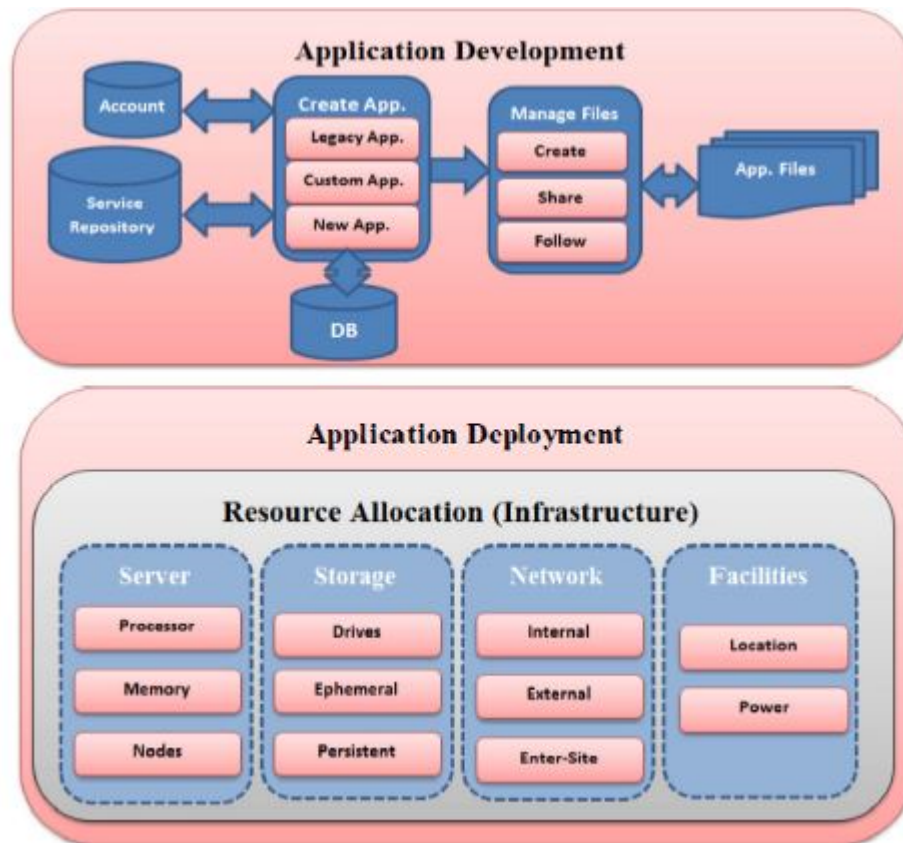 Application Development
Account
Create App.
Manage Files
Legacy App.
Create
Custom App.
App. Files
Service
Repository
Share
New App.
Follow
DB
Application Deployment
Resource Allocation (Infrastructure)
Server
Storage
Network
Facilities
Processor
Drives
Internal
Location
Memory
Ephemeral
External
Power
Nodes
Persistent
Enter-Site